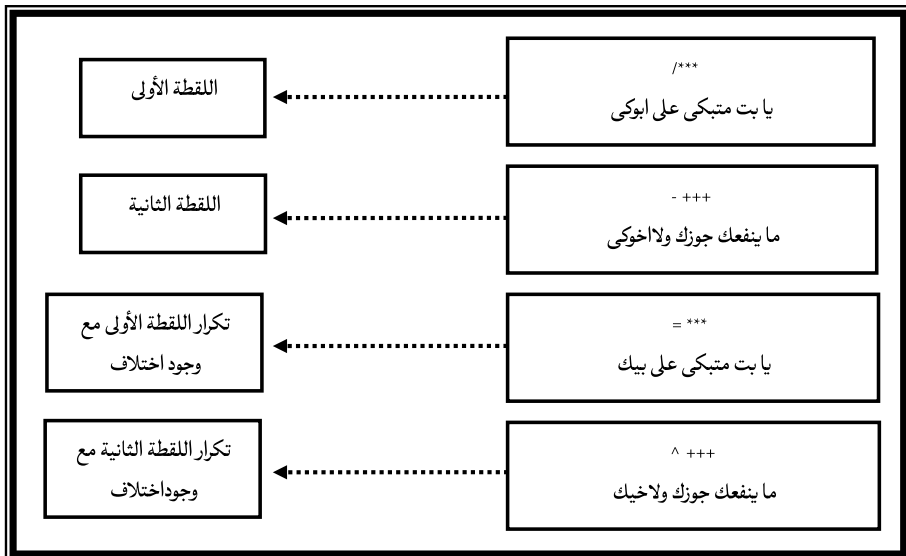 /***
يا بت متبكى على ابوكى
اللقطة الأولى
- +++
ما ينفعك جوزك ولااخوكى
اللقطة الثانية
= ***
يا بت متبكى على بيك
تكرار اللقطة الأولى مع
وجود اختلاف
^ +++
ما ينفعك جوزك ولاخيك
تكرار اللقطة الثانية مع
وجوداختلاف